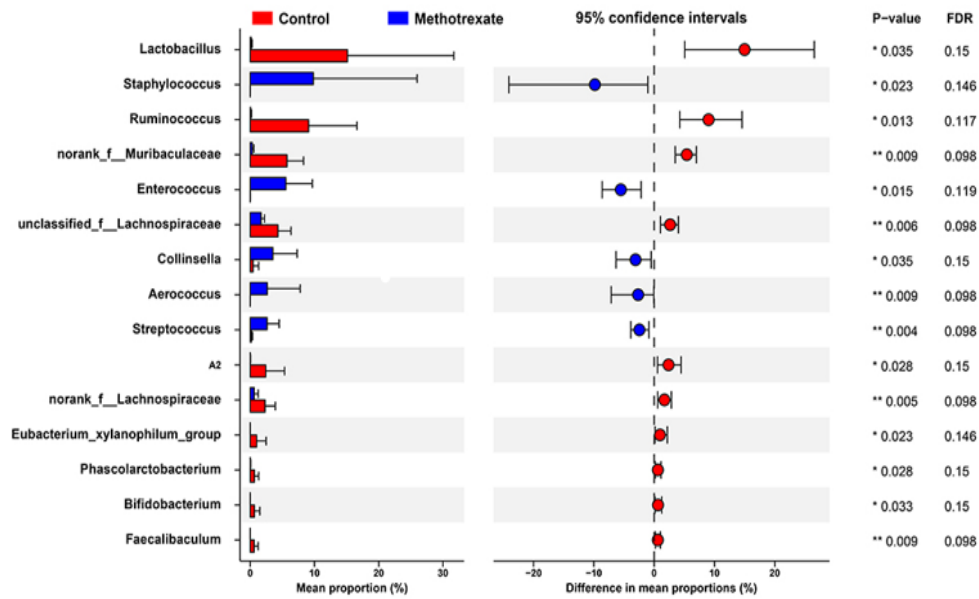 Control Methotrexate 95% confidence intervals P-value FDR
Lactobacillus * 0.035 0.15
Staphylococcus * 0.023 0.146
Ruminococcus * 0.013 0.117
norank_f__Muribaculaceae ** 0.009 0.098
Enterococcus * 0.015 0.119
unclassified_f__Lachnospiraceae ** 0.006 0.098
Collinsella * 0.035 0.15
Aerococcus ** 0.009 0.098
Streptococcus ** 0.004 0.098
A2 * 0.028 0.15
norank_f__Lachnospiraceae ** 0.005 0.098
Eubacterium_xylanophilum_group * 0.023 0.146
Phascolarctobacterium * 0.028 0.15
Bifidobacterium * 0.033 0.15
Faecalibaculum ** 0.009 0.098
0 10 20 30 −20 −10 0 10 20
Mean proportion (%) Difference in mean proportions (%)